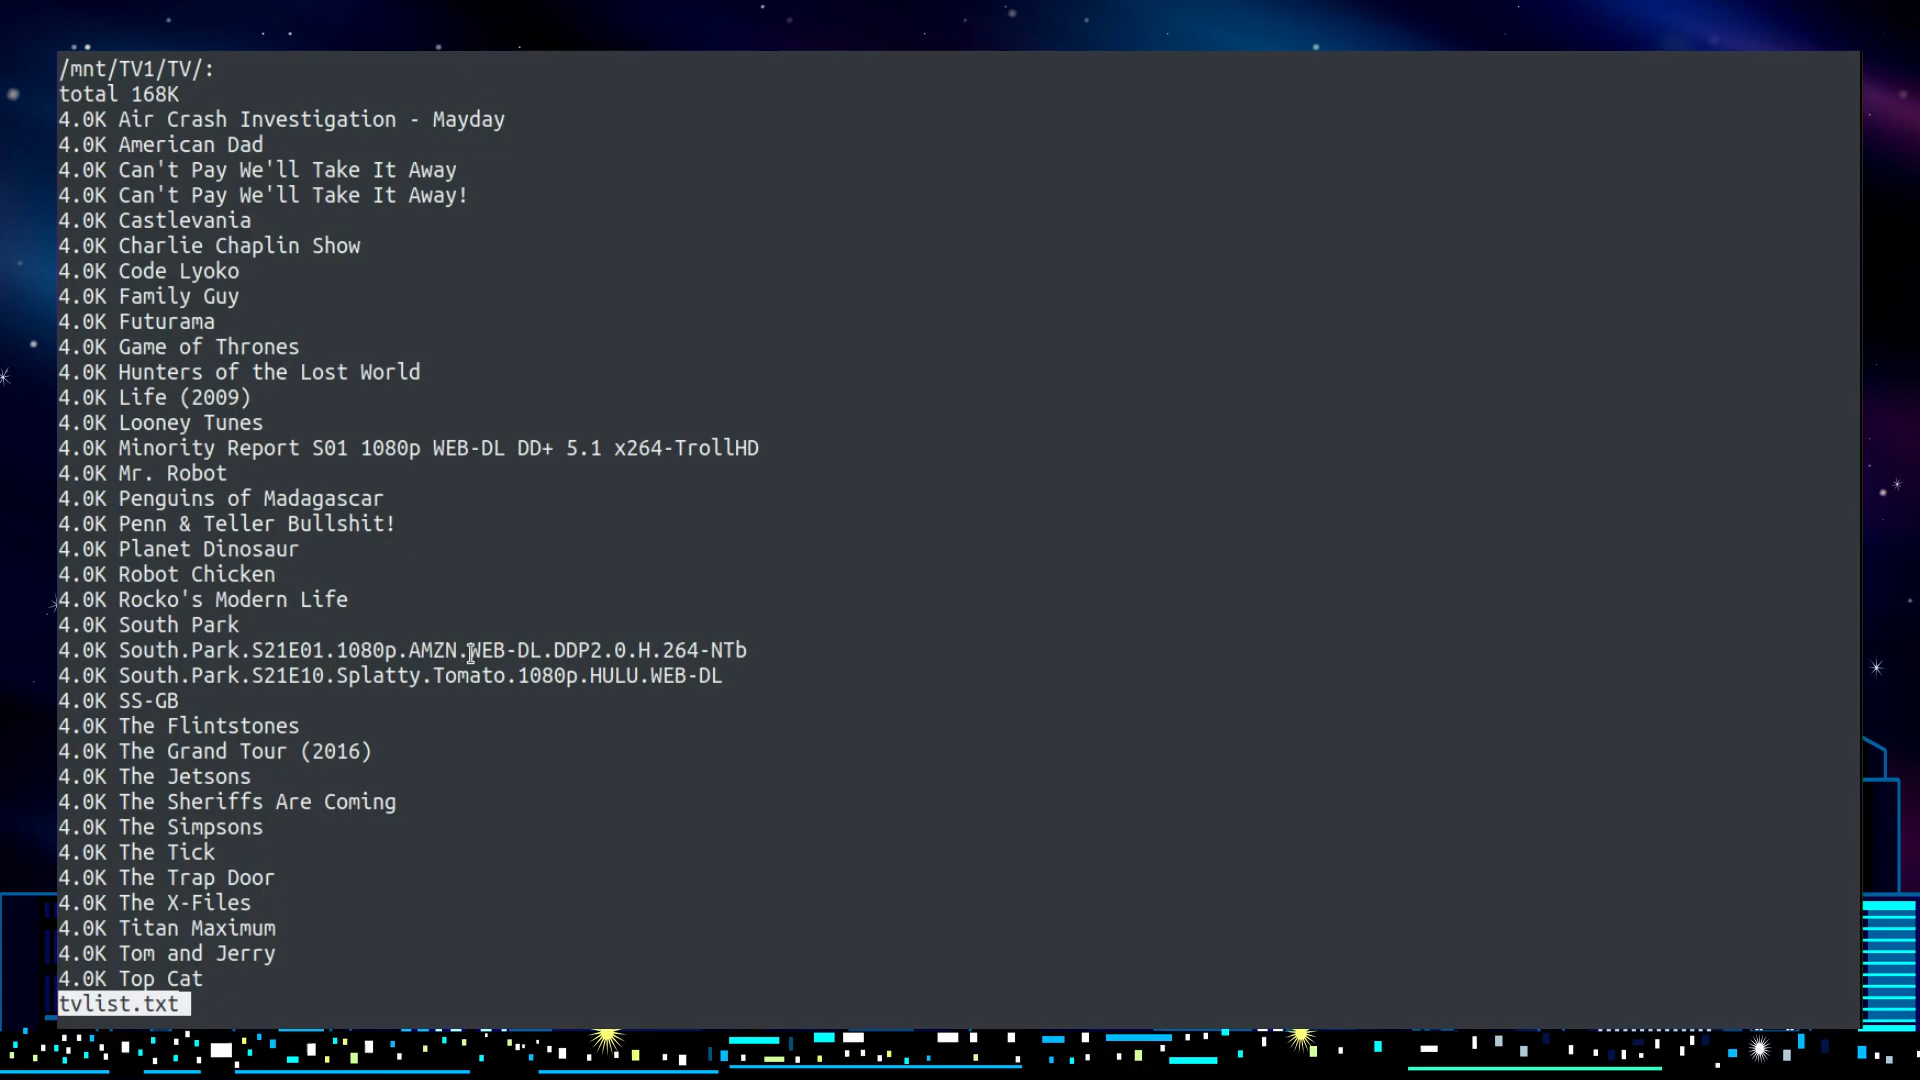 /mnt/TV1/TV/:
total 168K
4.0K Air Crash Investigation - Mayday
4.0K American Dad
4.0K Can't Pay We'll Take It Away
4.0K Can't Pay We'll Take It Away!
4.0K Castlevania
4.0K Charlie Chaplin Show
4.0K Code Lyoko
4.0K Family Guy
4.0K Futurama
4.0K Game of Thrones
4.0K Hunters of the Lost World
4.0K Life (2009)
4.0K Looney Tunes
4.0K Minority Report S01 1080p WEB-DL DD+ 5.1 x264-TrollHD
4.0K Mr. Robot
4.0K Penguins of Madagascar
4.0K Penn & Teller Bullshit!
4.0K Planet Dinosaur
4.0K Robot Chicken
4.0K Rocko's Modern Life
4.0K South Park
4.0K South.Park.S21E01.1080p.AMZN.WEB-DL.DDP2.0.H.264-NTb
4.0K South.Park.S21E10.Splatty.Tomato.1080p.HULU.WEB-DL
4.0K SS-GB
4.0K The Flintstones
4.0K The Grand Tour (2016)
4.0K The Jetsons
4.0K The Sheriffs Are Coming
4.0K The Simpsons
4.0K The Tick
4.0K The Trap Door
4.0K The X-Files
4.0K Titan Maximum
4.0K Tom and Jerry
4.0K Top Cat
tvlist.txt